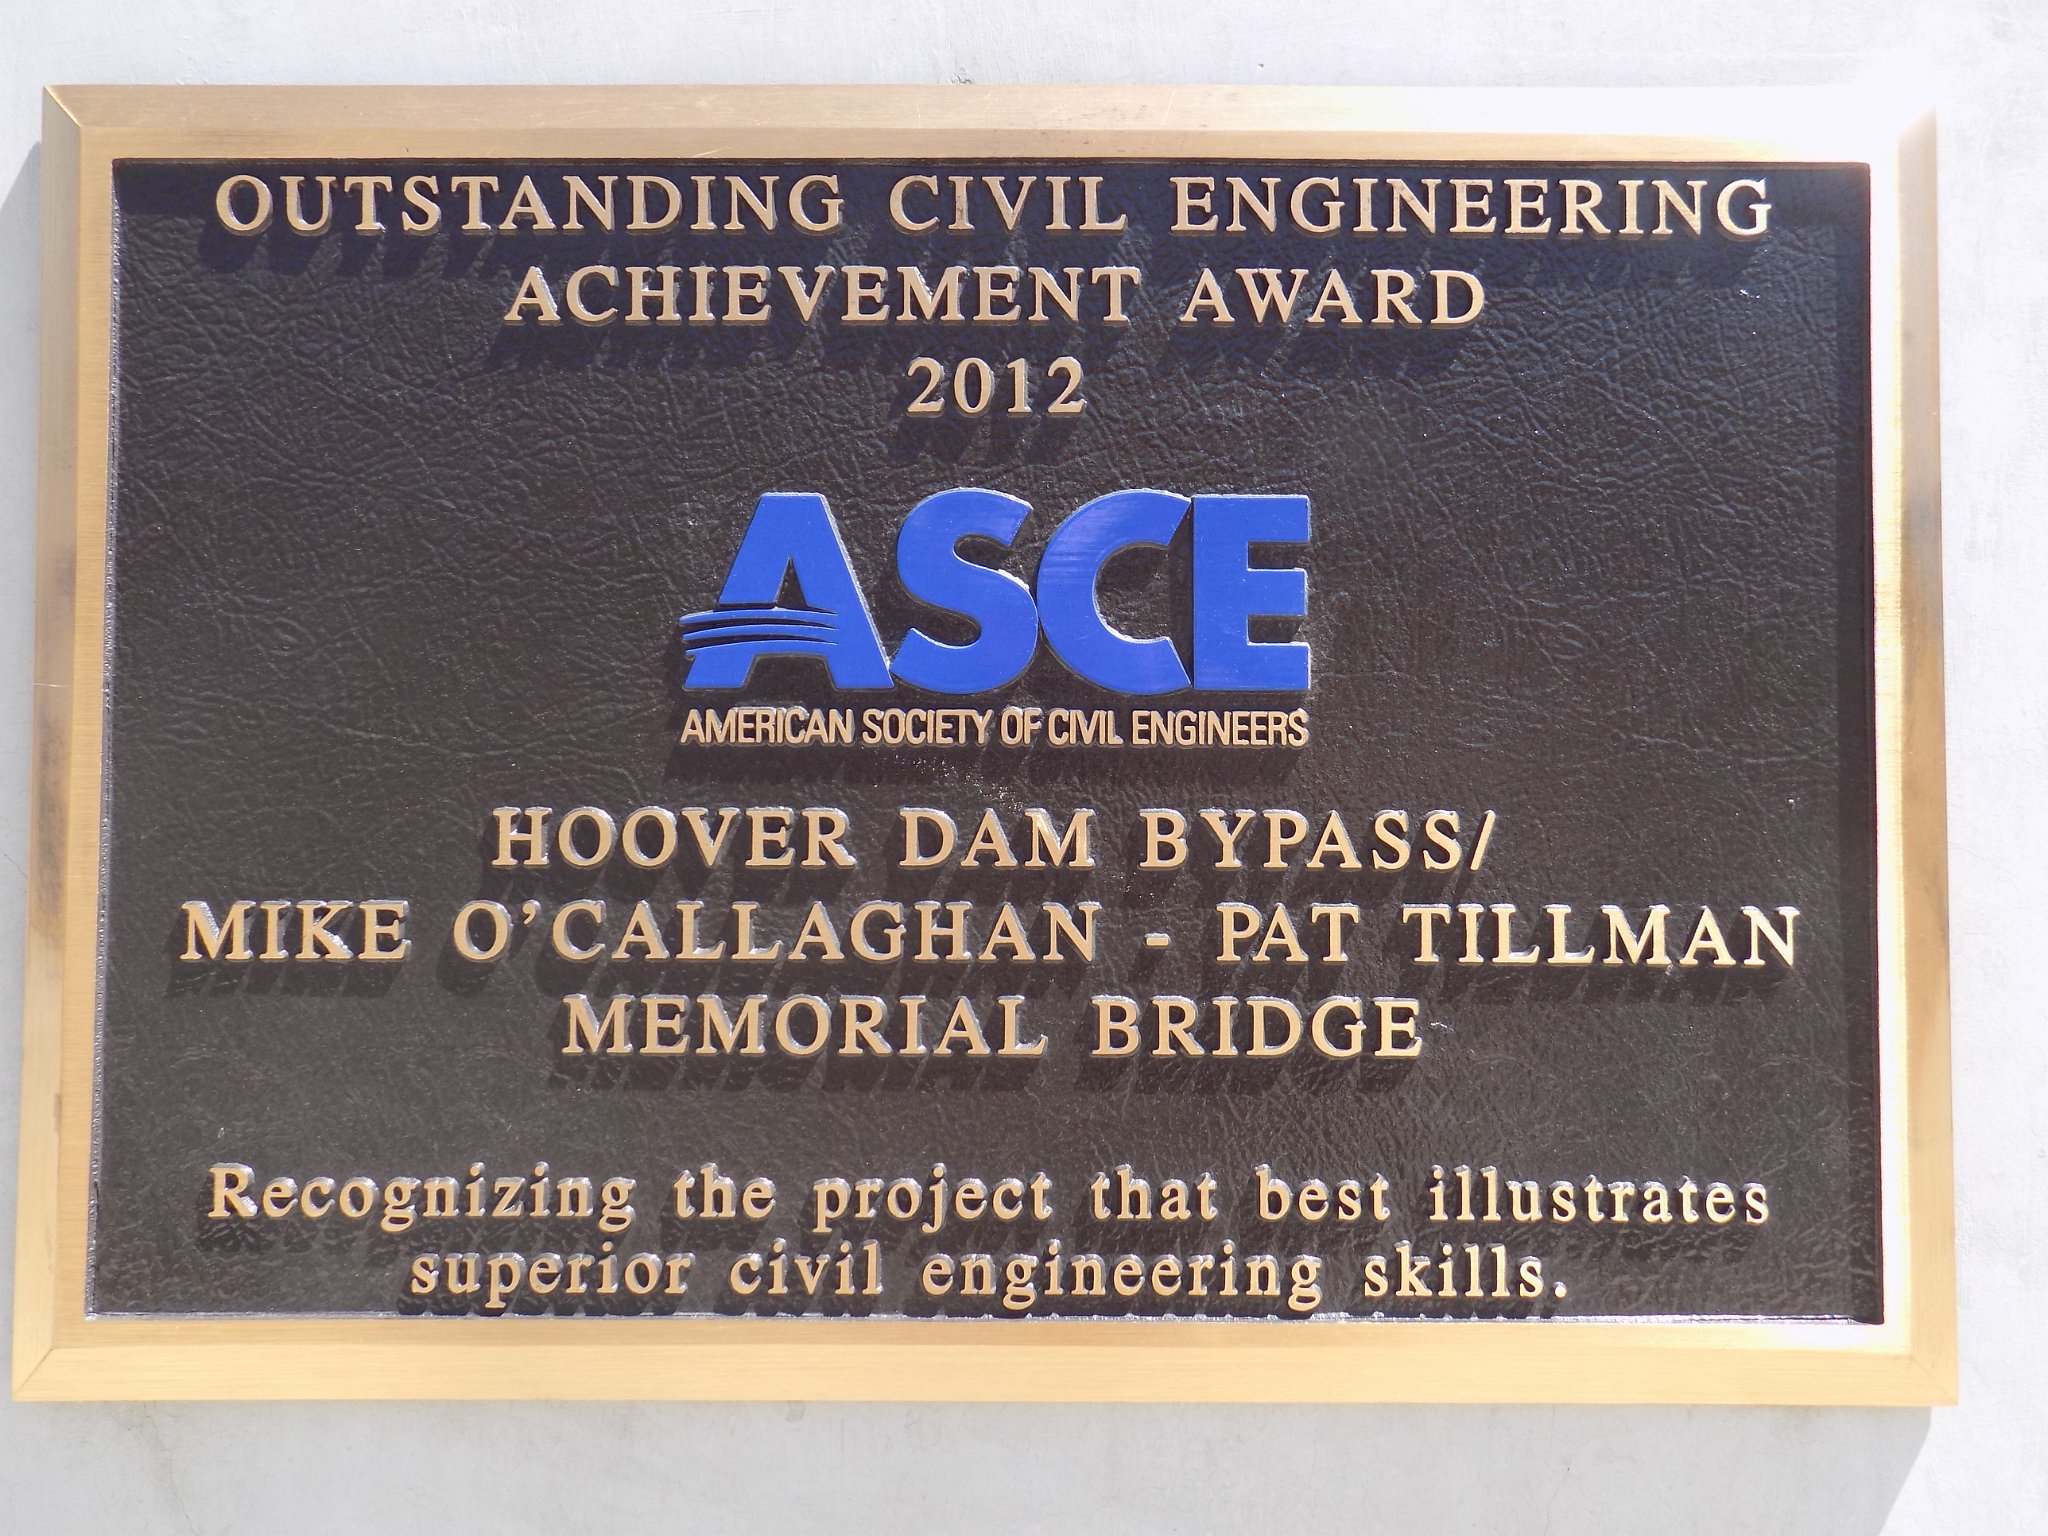 OUTSTANDING CIVIL ENGINEERING
ACHIEVEMENT AWARD
2012
ASCE
AMERICAN SOCIETY OF CIVIL ENGINEERS
HOOVER DAM BYPASS/
MIKE O'CALLAGHAN - PAT TILLMAN
MEMORIAL BRIDGE
Recognizing the project that best illustrates
superior civil engineering skills.